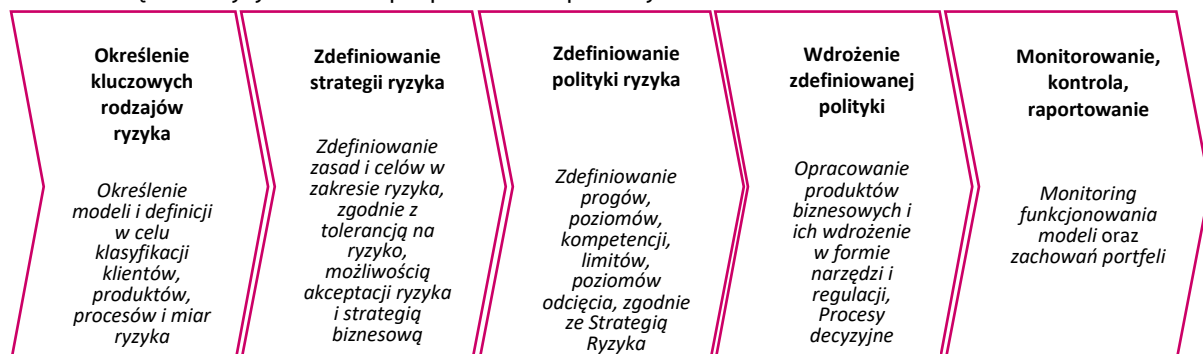 Określenie
kluczowych
rodzajów
ryzyka
Określenie
modeli i definicji
w celu
klasyfikacji
klientów,
produktów,
procesów i miar
ryzyka
Zdefiniowanie
strategii ryzyka
Zdefiniowanie
zasad i celów w
zakresie ryzyka,
zgodnie z
tolerancją na
ryzyko,
możliwością
akceptacji ryzyka
i strategią
biznesową
Zdefiniowanie
polityki ryzyka
Zdefiniowanie
progów,
poziomów,
kompetencji,
limitów,
poziomów
odcięcia, zgodnie
ze Strategią
Ryzyka
Wdrożenie
zdefiniowanej
polityki
Opracowanie
produktów
biznesowych i
ich wdrożenie
w formie
narzędzi i
regulacji,
Procesy
decyzyjne
Monitorowanie,
kontrola,
raportowanie
Monitoring
funkcjonowania
modeli oraz
zachowań portfeli